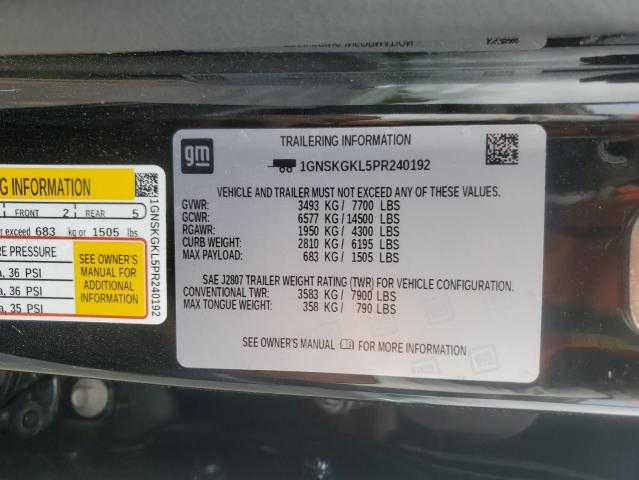 gm
TRAILERING INFORMATION
1GNSKGKL5PR240192
VEHICLE AND TRAILER MUST NOT EXCEED ANY OF THESE VALUES.
GVWR: 3493 KG/ 7700 LBS
GCWR: 6577 KG/14500 LBS
RGAWR: 1950 KG/ 4300 LBS
CURB WEIGHT: 2810 KG/ 6195 LBS
MAX PAYLOAD: 683 KG/ 1505 LBS
SAE J2807 TRAILER WEIGHT RATING (TWR) FOR VEHICLE CONFIGURATION.
CONVENTIONAL TWR: 3583 KG/ 7900 LBS
MAX TONGUE WEIGHT: 358 KG/ 790 LBS
SEE OWNER'S MANUAL FOR MORE INFORMATION
INFORMATION
FRONT 2 REAR 5
exceed 683 kg or 1505 lbs.
PRESSURE
36 PSI
36 PSI
35 PSI
SEE OWNER'S
MANUAL FOR
ADDITIONAL
INFORMATION
1GNSKGKL5PR240192